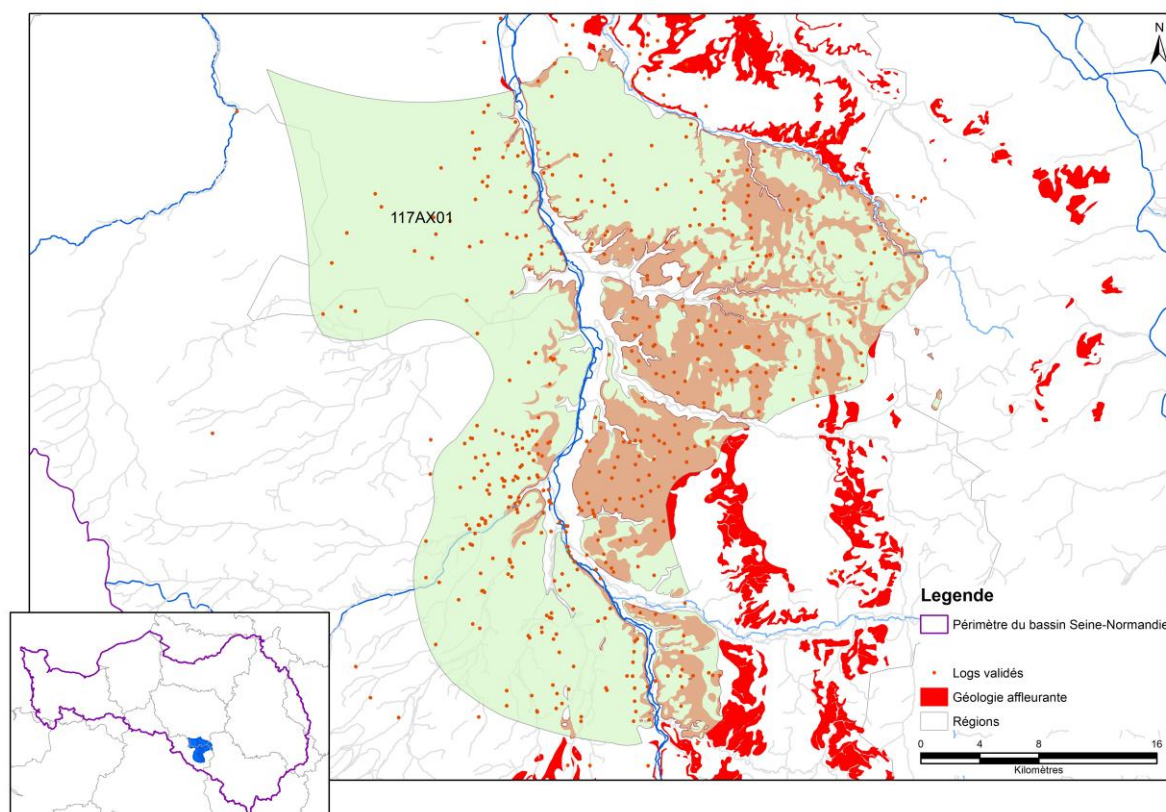 N
117AX01
Legende
Périmètre du bassin Seine-Normandie
Logs validés
Géologie affleurante
Régions
0 4 8 16
Kilomètres